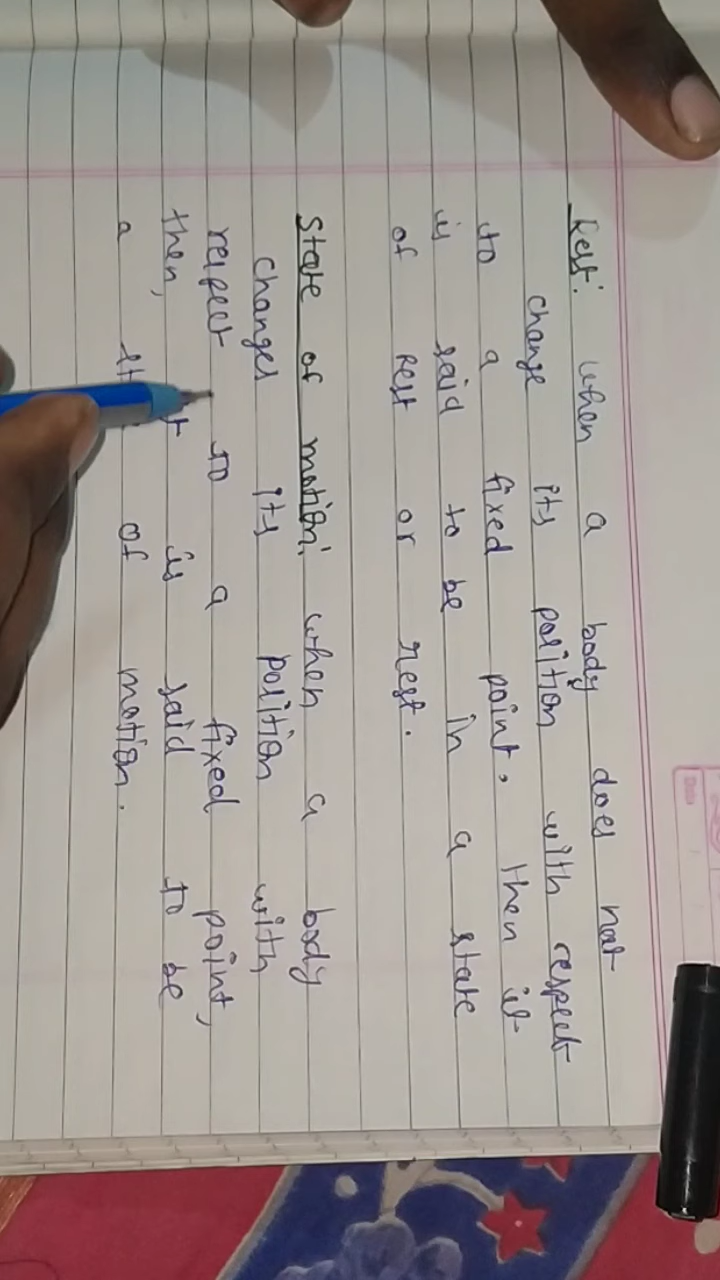 Rest: when a body does not
change its position with respect
to a fixed point, then it
is said to be in a state
of rest or rest.
State of motion: when a body
changes its position with
respect to a fixed point,
then, is said to be
a of motion.
Date